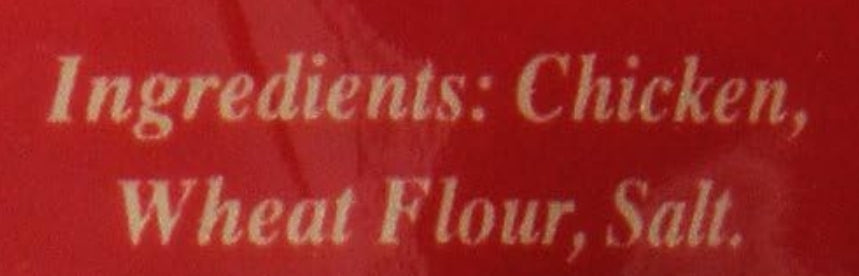 Ingredients: Chicken,
Wheat Flour, Salt.